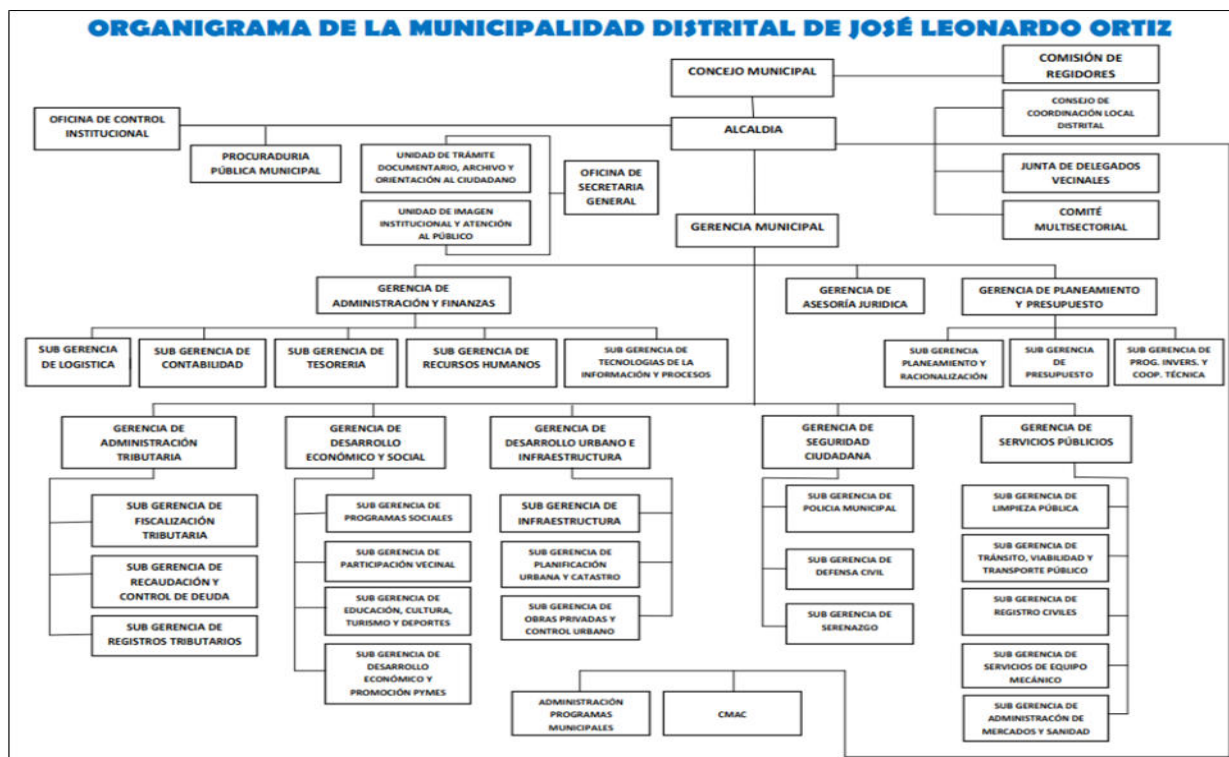 ORGANIGRAMA DE LA MUNICIPALIDAD DISTRITAL DE JOSÉ LEONARDO ORTIZ
CONCEJO MUNICIPAL
COMISIÓN DE
REGIDORES
CONSEJO DE
COORDINACIÓN LOCAL
DISTRITAL
OFICINA DE CONTROL
INSTITUCIONAL
ALCALDIA
PROCURADURIA
PÚBLICA MUNICIPAL
UNIDAD DE TRÁMITE
DOCUMENTARIO, ARCHIVO Y
ORIENTACIÓN AL CIUDADANO
OFICINA DE
SECRETARIA
GENERAL
JUNTA DE DELEGADOS
VECINALES
UNIDAD DE IMAGEN
INSTITUCIONAL Y ATENCIÓN
AL PÚBLICO
GERENCIA MUNICIPAL
COMITÉ
MULTISECTORIAL
GERENCIA DE
ADMINISTRACIÓN Y FINANZAS
GERENCIA DE
ASESORÍA JURIDICA
GERENCIA DE PLANEAMIENTO
Y PRESUPUESTO
SUB GERENCIA
DE LOGISTICA
SUB GERENCIA DE
CONTABILIDAD
SUB GERENCIA DE
TESORERIA
SUB GERENCIA DE
RECURSOS HUMANOS
SUB GERENCIA DE
TECNOLOGIAS DE LA
INFORMACIÓN Y PROCESOS
SUB GERENCIA
PLANEAMIENTO Y
RACIONALIZACIÓN
SUB GERENCIA
DE
PRESUPUESTO
SUB GERENCIA DE
PROG. INVERS. Y
COOP. TÉCNICA
GERENCIA DE
ADMINISTRACIÓN
TRIBUTARIA
GERENCIA DE
DESARROLLO
ECONÓMICO Y SOCIAL
GERENCIA DE
DESARROLLO URBANO E
INFRAESTRUCTURA
GERENCIA DE
SEGURIDAD
CIUDADANA
GERENCIA DE
SERVICIOS PÚBLICIOS
SUB GERENCIA DE
FISCALIZACIÓN
TRIBUTARIA
SUB GERENCIA DE
RECAUDACIÓN Y
CONTROL DE DEUDA
SUB GERENCIA DE
REGISTROS TRIBUTARIOS
SUB GERENCIA DE
PROGRAMAS SOCIALES
SUB GERENCIA DE
PARTICIPACIÓN VECINAL
SUB GERENCIA DE
EDUCACIÓN, CULTURA,
TURISMO Y DEPORTES
SUB GERENCIA DE
DESARROLLO
ECONÓMICO Y
PROMOCIÓN PYMES
SUB GERENCIA DE
INFRAESTRUCTURA
SUB GERENCIA DE
PLANIFICACIÓN
URBANA Y CATASTRO
SUB GERENCIA DE
OBRAS PRIVADAS Y
CONTROL URBANO
SUB GERENCIA DE
POLICIA MUNICIPAL
SUB GERENCIA DE
DEFENSA CIVIL
SUB GERENCIA DE
SERENAZGO
SUB GERENCIA DE
LIMPIEZA PÚBLICA
SUB GERENCIA DE
TRÁNSITO, VIABILIDAD Y
TRANSPORTE PÚBLICO
SUB GERENCIA DE
REGISTRO CIVILES
SUB GERENCIA DE
SERVICIOS DE EQUIPO
MECÁNICO
SUB GERENCIA DE
ADMINISTRACÓN DE
MERCADOS Y SANIDAD
ADMINISTRACIÓN
PROGRAMAS
MUNICIPALES
CMAC